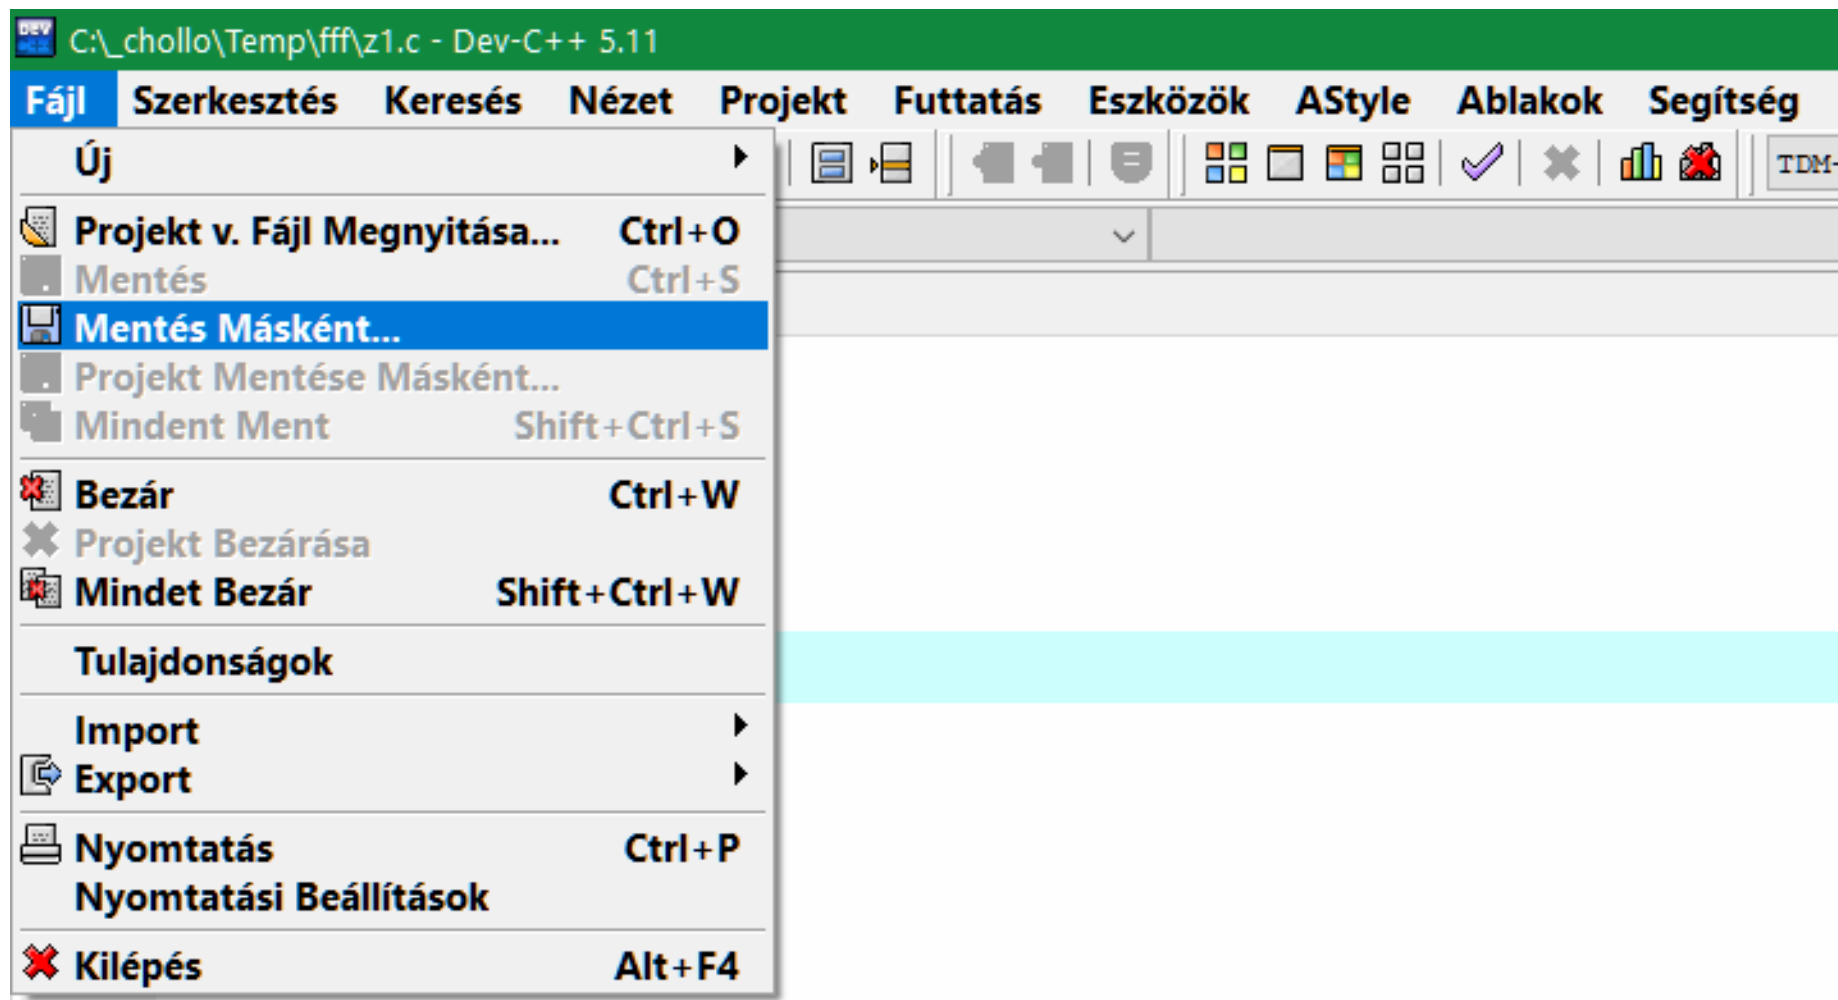 DEV
C:\_chollo\Temp\fff\z1.c - Dev-C++ 5.11
Fájl Szerkesztés Keresés Nézet Projekt Futtatás Eszközök AStyle Ablakok Segítség
TDM-
Új
Projekt v. Fájl Megnyitása... Ctrl+O
Mentés Ctrl+S
Mentés Másként...
Projekt Mentése Másként...
Mindent Ment Shift+Ctrl+S
Bezár Ctrl+W
Projekt Bezárása
Mindet Bezár Shift+Ctrl+W
Tulajdonságok
Import
Export
Nyomtatás Ctrl+P
Nyomtatási Beállítások
Kilépés Alt+F4